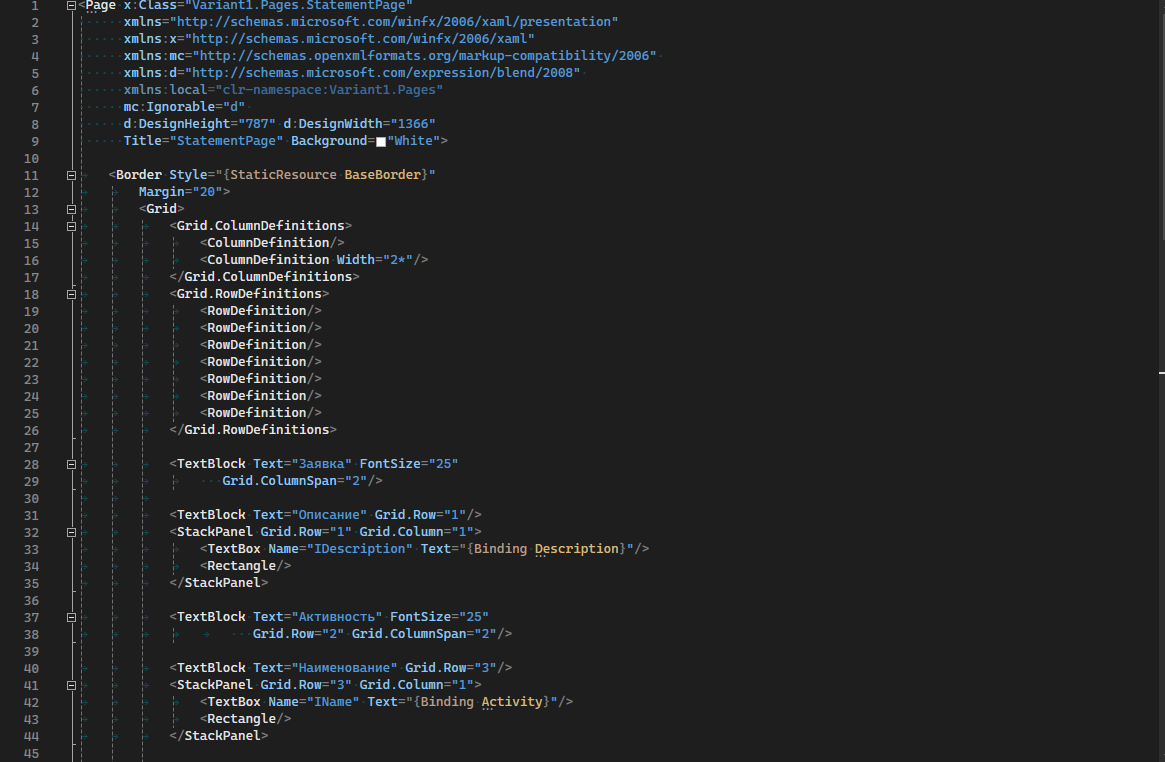 1 <Page x:Class="Variant1.Pages.StatementPage"
2 xmlns="http://schemas.microsoft.com/winfx/2006/xaml/presentation"
3 xmlns:x="http://schemas.microsoft.com/winfx/2006/xaml"
4 xmlns:mc="http://schemas.openxmlformats.org/markup-compatibility/2006"
5 xmlns:d="http://schemas.microsoft.com/expression/blend/2008"
6 xmlns:local="clr-namespace:Variant1.Pages"
7 mc:Ignorable="d"
8 d:DesignHeight="787" d:DesignWidth="1366"
9 Title="StatementPage" Background="White">
10
11 <Border Style="{StaticResource BaseBorder}"
12 Margin="20">
13 <Grid>
14 <Grid.ColumnDefinitions>
15 <ColumnDefinition/>
16 <ColumnDefinition Width="2*"/>
17 </Grid.ColumnDefinitions>
18 <Grid.RowDefinitions>
19 <RowDefinition/>
20 <RowDefinition/>
21 <RowDefinition/>
22 <RowDefinition/>
23 <RowDefinition/>
24 <RowDefinition/>
25 <RowDefinition/>
26 </Grid.RowDefinitions>
27
28 <TextBlock Text="Заявка" FontSize="25"
29 Grid.ColumnSpan="2"/>
30
31 <TextBlock Text="Описание" Grid.Row="1"/>
32 <StackPanel Grid.Row="1" Grid.Column="1">
33 <TextBox Name="IDescription" Text="{Binding Description}"/>
34 <Rectangle/>
35 </StackPanel>
36
37 <TextBlock Text="Активность" FontSize="25"
38 Grid.Row="2" Grid.ColumnSpan="2"/>
39
40 <TextBlock Text="Наименование" Grid.Row="3"/>
41 <StackPanel Grid.Row="3" Grid.Column="1">
42 <TextBox Name="IName" Text="{Binding Activity}"/>
43 <Rectangle/>
44 </StackPanel>
45